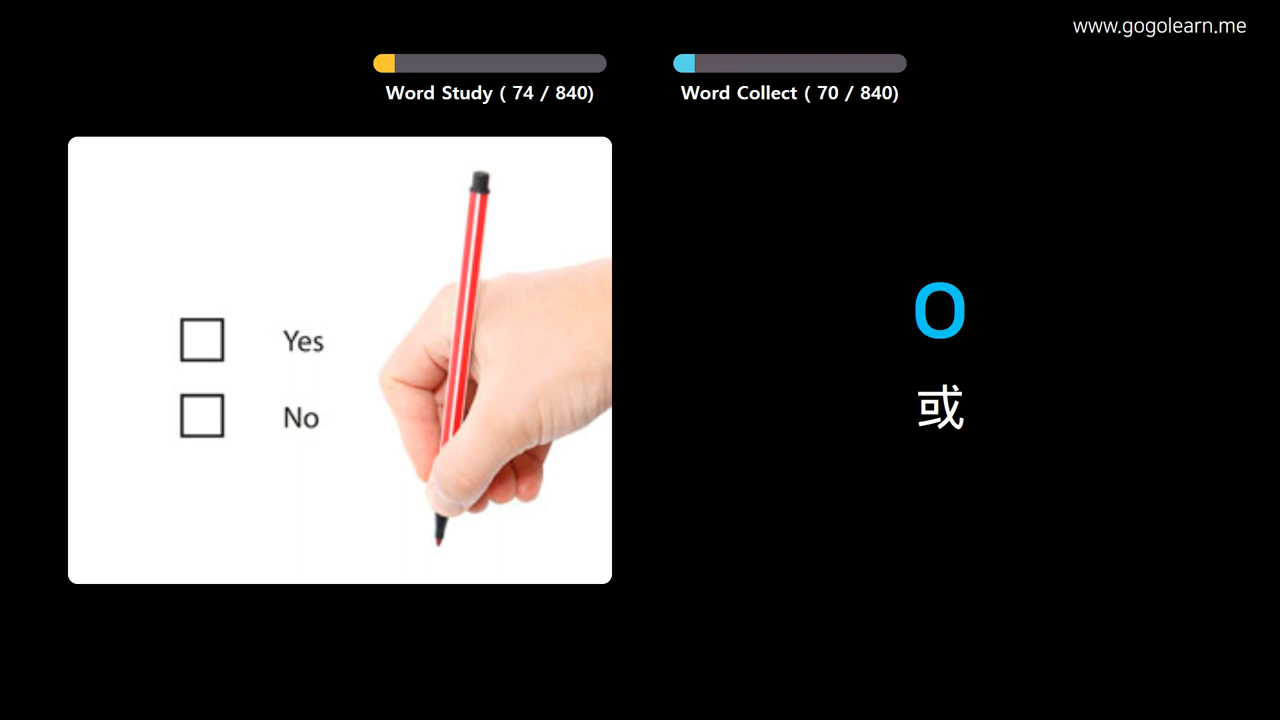 www.gogolearn.me
Word Study ( 74 / 840)
Word Collect ( 70 / 840)
Yes
No
o
或